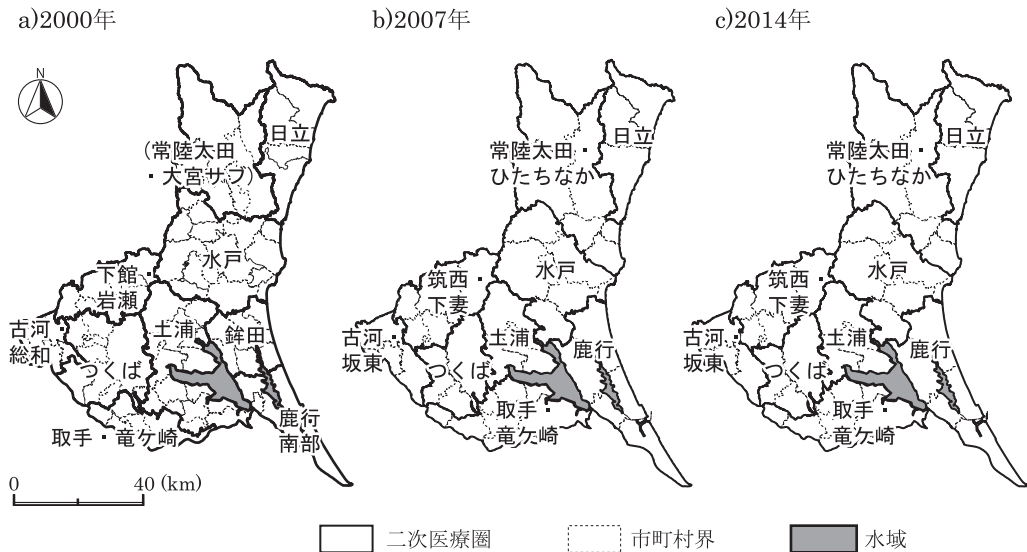 a)2000年
N
日立
(常陸太田
・大宮サブ)
水戸
下館・
岩瀬
古河・
総和
つくば
土浦
鉾田
取手・竜ケ崎
鹿行
南部
0 40 (km)
b)2007年
日立
常陸太田・
ひたちなか
水戸
筑西・
下妻
古河・
坂東
つくば
土浦
鹿行
取手・
竜ケ崎
c)2014年
日立
常陸太田・
ひたちなか
水戸
筑西・
下妻
古河・
坂東
つくば
土浦
鹿行
取手・
竜ケ崎
二次医療圏 市町村界 水域